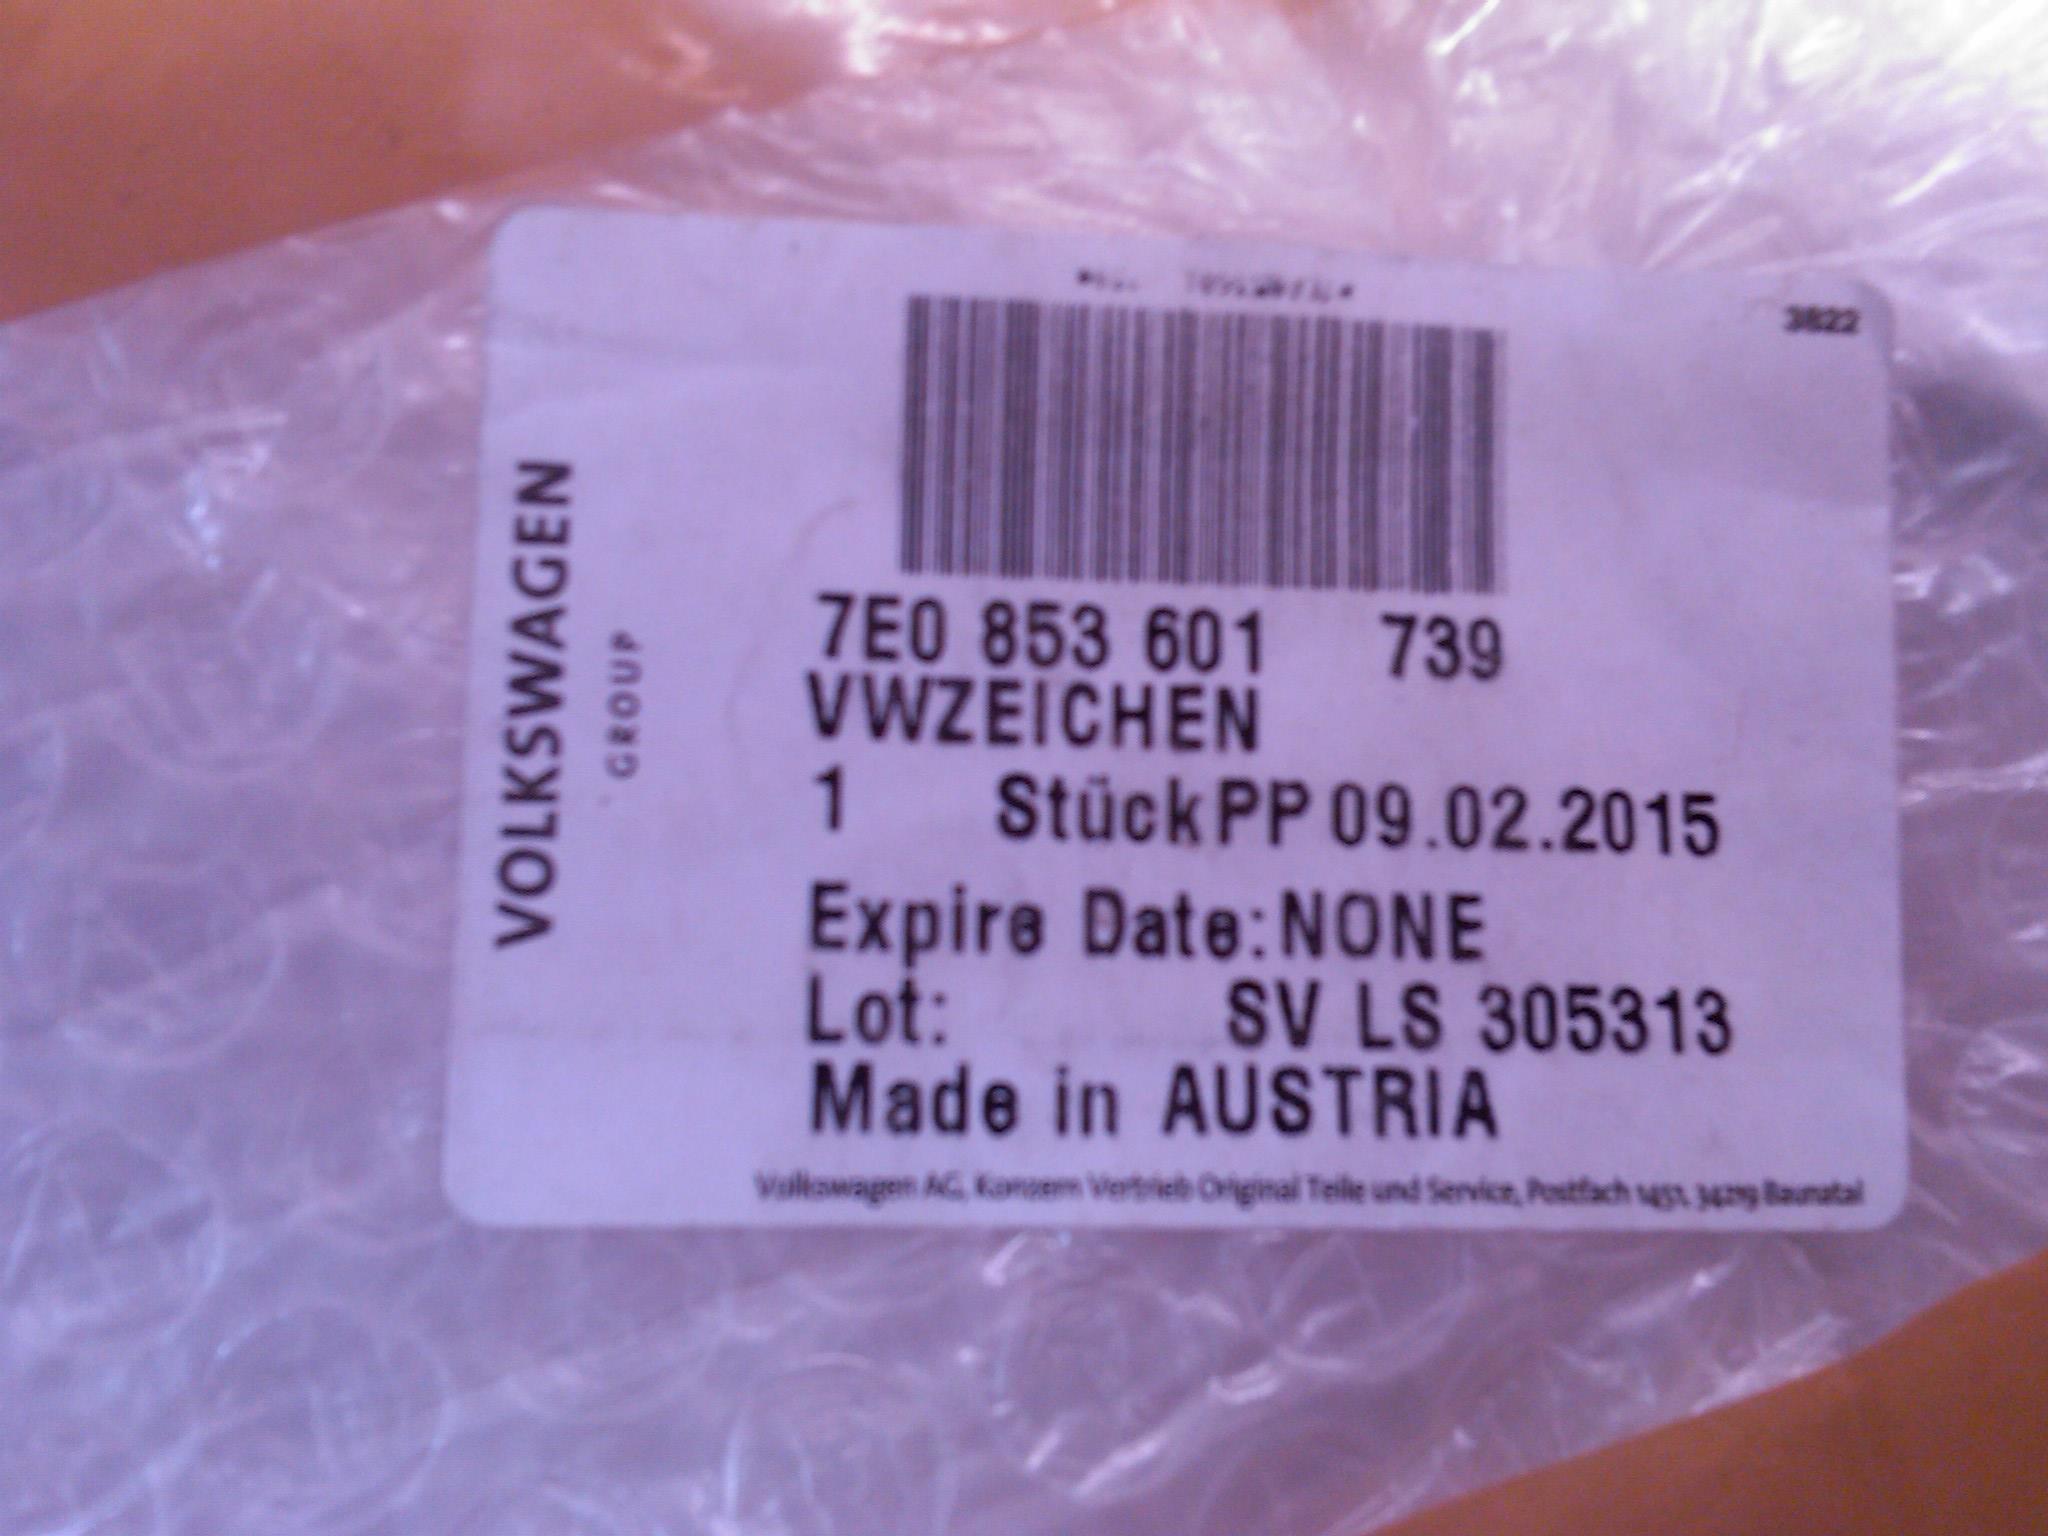 3822
VOLKSWAGEN
GROUP
7E0 853 601 739
VWZEICHEN
1 Stück PP 09.02.2015
Expire Date: NONE
Lot: SV LS 305313
Made in AUSTRIA
Volkswagen AG, Konzern Vertrieb Original Teile und Service, Postfach 1451, 34219 Baunatal